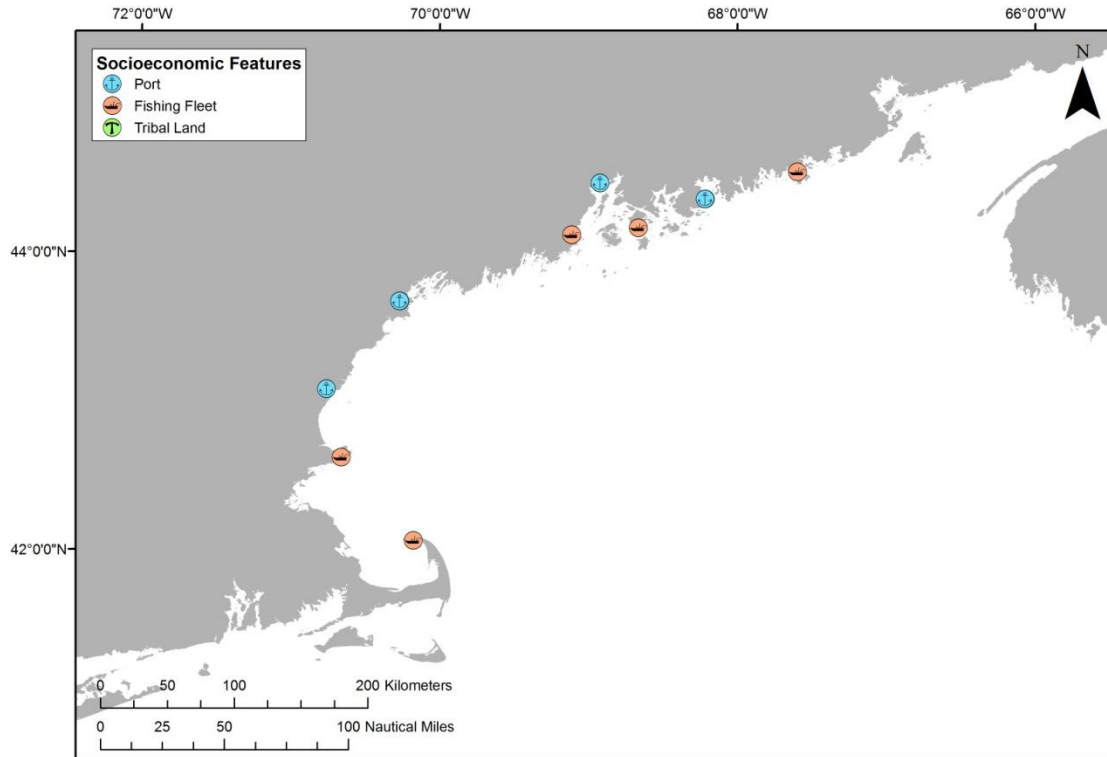 72°0'0"W 70°0'0"W 68°0'0"W 66°0'0"W
Socioeconomic Features
Port
Fishing Fleet
Tribal Land
N
44°0'0"N
42°0'0"N
0 50 100 200 Kilometers
0 25 50 100 Nautical Miles